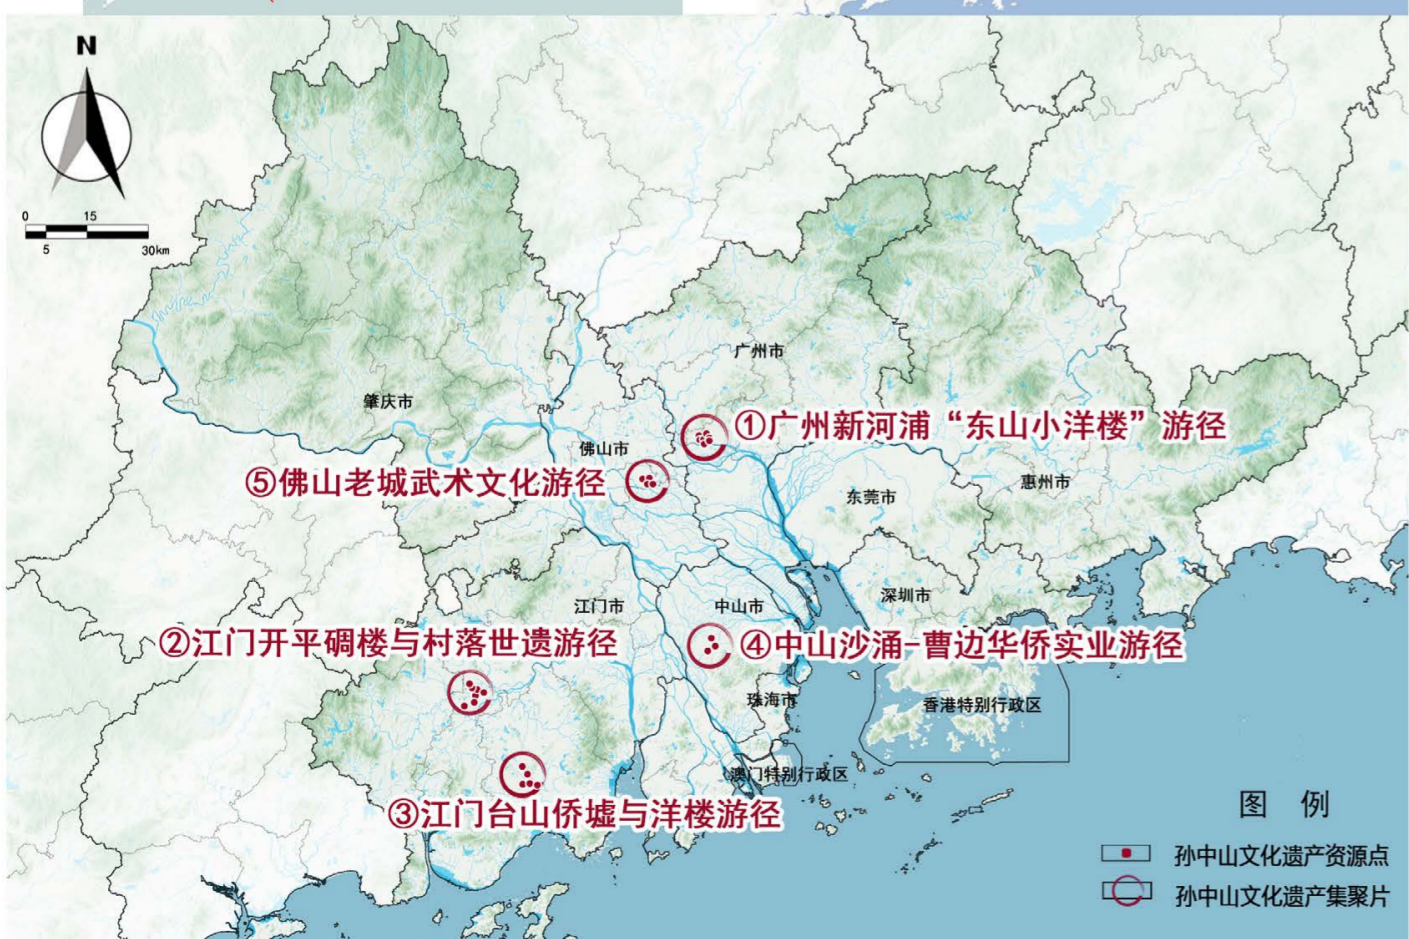 N
0 15
5 30km
广州市
肇庆市
①广州新河浦“东山小洋楼”游径
佛山市
⑤佛山老城武术文化游径
惠州市
东莞市
深圳市
江门市
中山市
②江门开平碉楼与村落世遗游径
④中山沙涌-曹边华侨实业游径
珠海市
香港特别行政区
澳门特别行政区
③江门台山侨墟与洋楼游径
图 例
孙中山文化遗产资源点
孙中山文化遗产集聚片